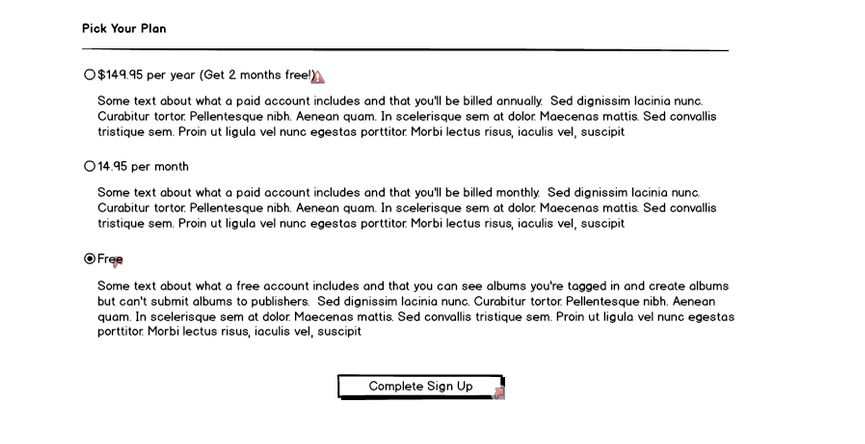 Pick Your Plan
$149.95 per year (Get 2 months free!)
Some text about what a paid account includes and that you'll be billed annually.  Sed dignissim lacinia nunc.
Curabitur tortor. Pellentesque nibh. Aenean quam. In scelerisque sem at dolor. Maecenas mattis. Sed convallis
tristique sem. Proin ut ligula vel nunc egestas porttitor. Morbi lectus risus, iaculis vel, suscipit
14.95 per month
Some text about what a paid account includes and that you'll be billed monthly.  Sed dignissim lacinia nunc.
Curabitur tortor. Pellentesque nibh. Aenean quam. In scelerisque sem at dolor. Maecenas mattis. Sed convallis
tristique sem. Proin ut ligula vel nunc egestas porttitor. Morbi lectus risus, iaculis vel, suscipit
Free
Some text about what a free account includes and that you can see albums you're tagged in and create albums
but can't submit albums to publishers.  Sed dignissim lacinia nunc. Curabitur tortor. Pellentesque nibh. Aenean
quam. In scelerisque sem at dolor. Maecenas mattis. Sed convallis tristique sem. Proin ut ligula vel nunc egestas
porttitor. Morbi lectus risus, iaculis vel, suscipit
Complete Sign Up